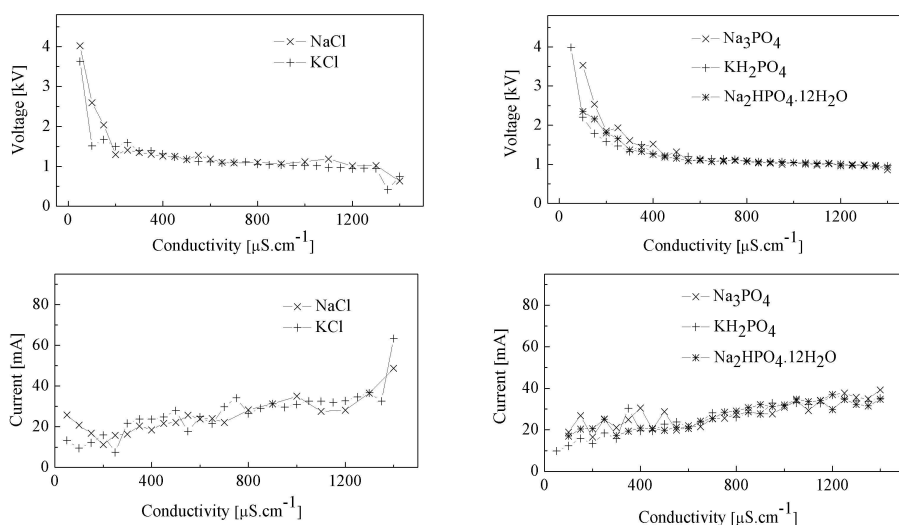 Voltage [kV]
4
3
2
1
0
NaCl
KCl
0 400 800 1200
Conductivity [μS.cm-1]
Voltage [kV]
4
3
2
1
0
Na3PO4
KH2PO4
Na2HPO4.12H2O
0 400 800 1200
Conductivity [μS.cm-1]
Current [mA]
80
60
40
20
0
NaCl
KCl
0 400 800 1200
Conductivity [μS.cm-1]
Current [mA]
80
60
40
20
0
Na3PO4
KH2PO4
Na2HPO4.12H2O
0 400 800 1200
Conductivity [μS.cm-1]